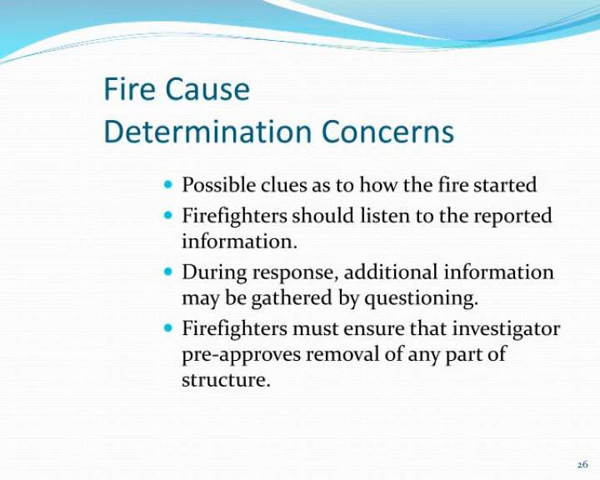 Fire Cause
Determination Concerns
• Possible clues as to how the fire started
• Firefighters should listen to the reported
information.
• During response, additional information
may be gathered by questioning.
• Firefighters must ensure that investigator
pre-approves removal of any part of
structure.
26